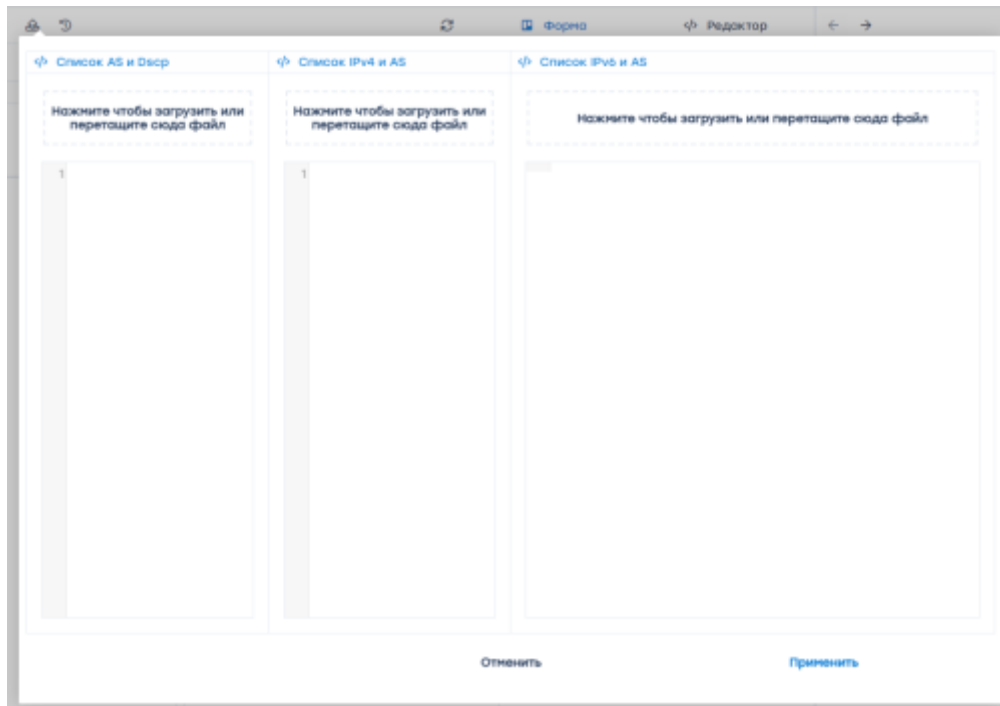 Форма
</> Редактор
</> Список AS и Dscp
</> Список IPv4 и AS
</> Список IPv6 и AS
Нажмите чтобы загрузить или
перетащите сюда файл
Нажмите чтобы загрузить или
перетащите сюда файл
Нажмите чтобы загрузить или перетащите сюда файл
1
1
Отменить
Применить